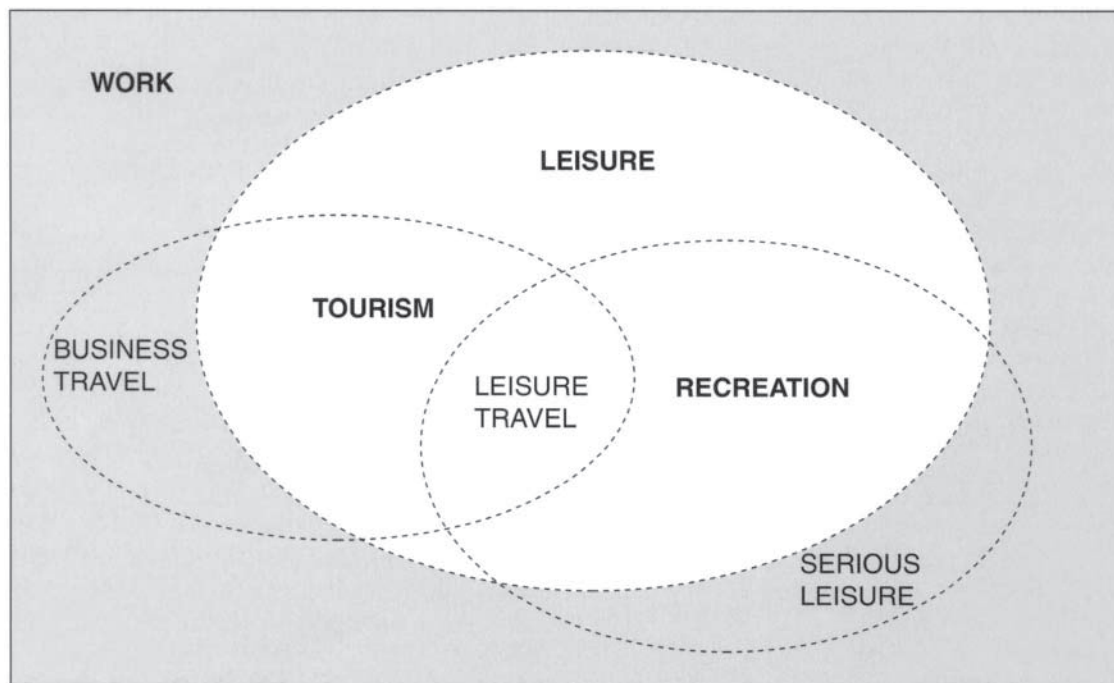 WORK
LEISURE
TOURISM
BUSINESS
TRAVEL
LEISURE
TRAVEL
RECREATION
SERIOUS
LEISURE